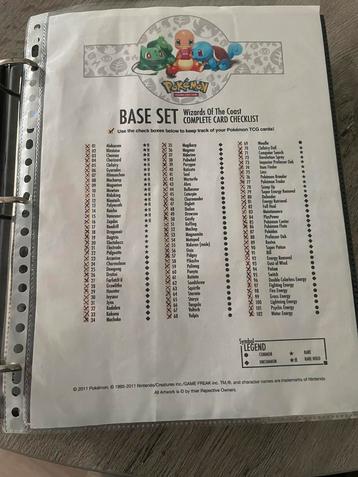 Pokémon
BASE SET Wizards Of The Coast
COMPLETE CARD CHECKLIST
Use the check boxes below to keep track of your Pokémon TCG cards!
01 Alakazam
02 Blastoise
03 Chansey
04 Charizard
05 Clefairy
06 Gyarados
07 Hitmonchan
08 Machamp
09 Magneton
10 Mewtwo
11 Nidoking
12 Ninetails
13 Poliwrath
14 Raichu
15 Venusaur
16 Zapdos
17 Beedrill
18 Dragonair
19 Dugtrio
20 Electabuzz
21 Electrode
22 Pidgeotto
23 Arcanine
24 Charmeleon
25 Dewgong
26 Dratini
27 Farfetch'd
28 Growlithe
29 Haunter
30 Ivysaur
31 Jynx
32 Kadabra
33 Kakuna
34 Machoke
35 Magikarp
36 Magmar
37 Nidorino
38 Poliwhirl
39 Porygon
40 Raticate
41 Seel
42 Wartortle
43 Abra
44 Bulbasaur
45 Caterpie
46 Charmander
47 Diglett
48 Doduo
49 Drowzee
50 Gastly
51 Koffing
52 Machop
53 Magnemite
54 Metapod
55 Nidoran (male)
56 Onix
57 Pidgey
58 Pikachu
59 Poliwag
60 Ponyta
61 Rattata
62 Sandshrew
63 Squirtle
64 Starmie
65 Staryu
66 Tangela
67 Voltorb
68 Vulpix
69 Weedle
70 Clefairy Doll
71 Computer Search
72 Devolution Spray
73 Impostor Professor Oak
74 Item Finder
75 Lass
76 Pokémon Breeder
77 Pokémon Trader
78 Scoop Up
79 Super Energy Removal
80 Defender
81 Energy Retrieval
82 Full Heal
83 Maintenance
84 PlusPower
85 Pokémon Center
86 Pokémon Flute
87 Pokédex
88 Professor Oak
89 Revive
90 Super Potion
91 Bill
92 Energy Removal
93 Gust of Wind
94 Potion
95 Switch
96 Double Colorless Energy
97 Fighting Energy
98 Fire Energy
99 Grass Energy
100 Lightning Energy
101 Psychic Energy
102 Water Energy
Symbol
LEGEND
COMMON
RARE
UNCOMMON
RARE HOLO
© 2011 Pokémon. © 1995-2011 Nintendo/Creatures Inc./GAME FREAK inc. TM, ®, and character names are trademarks of Nintendo.
All Artwork is © by thier Repective Owners.